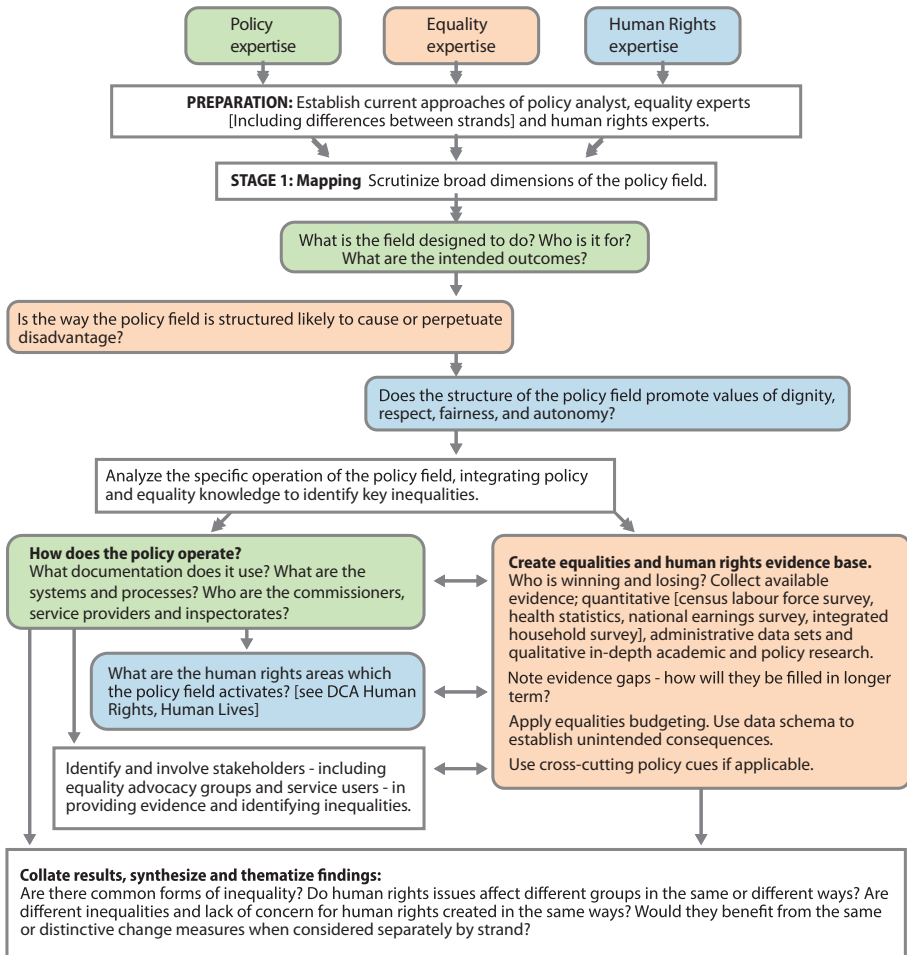 Policy
expertise
Equality
expertise
Human Rights
expertise
PREPARATION: Establish current approaches of policy analyst, equality experts
[Including differences between strands] and human rights experts.
STAGE 1: Mapping Scrutinize broad dimensions of the policy field.
What is the field designed to do? Who is it for?
What are the intended outcomes?
Is the way the policy field is structured likely to cause or perpetuate
disadvantage?
Does the structure of the policy field promote values of dignity,
respect, fairness, and autonomy?
Analyze the specific operation of the policy field, integrating policy
and equality knowledge to identify key inequalities.
How does the policy operate?
What documentation does it use? What are the
systems and processes? Who are the commissioners,
service providers and inspectorates?
Create equalities and human rights evidence base.
Who is winning and losing? Collect available
evidence; quantitative [census labour force survey,
health statistics, national earnings survey, integrated
household survey], administrative data sets and
qualitative in-depth academic and policy research.
Note evidence gaps - how will they be filled in longer
term?
Apply equalities budgeting. Use data schema to
establish unintended consequences.
Use cross-cutting policy cues if applicable.
What are the human rights areas which
the policy field activates? [see DCA Human
Rights, Human Lives]
Identify and involve stakeholders - including
equality advocacy groups and service users - in
providing evidence and identifying inequalities.
Collate results, synthesize and thematize findings:
Are there common forms of inequality? Do human rights issues affect different groups in the same or different ways? Are
different inequalities and lack of concern for human rights created in the same ways? Would they benefit from the same
or distinctive change measures when considered separately by strand?